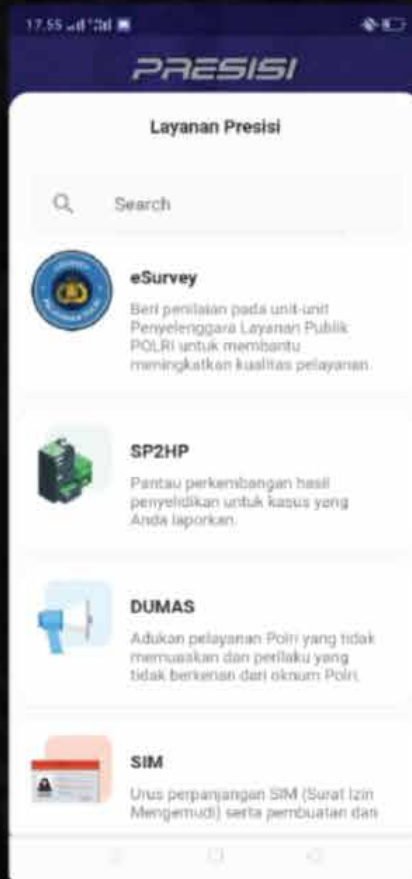 17.55
PRESISI
Layanan Presisi
Search
eSurvey
Beri penilaian pada unit-unit
Penyelenggara Layanan Publik
POLRI untuk membantu
meningkatkan kualitas pelayanan.
SP2HP
Pantau perkembangan hasil
penyelidikan untuk kasus yang
Anda laporkan.
DUMAS
Adukan pelayanan Polri yang tidak
memuaskan dan perilaku yang
tidak berkenan dari oknum Polri.
SIM
Urus perpanjangan SIM (Surat Izin
Mengemudi) serta pembuatan dan